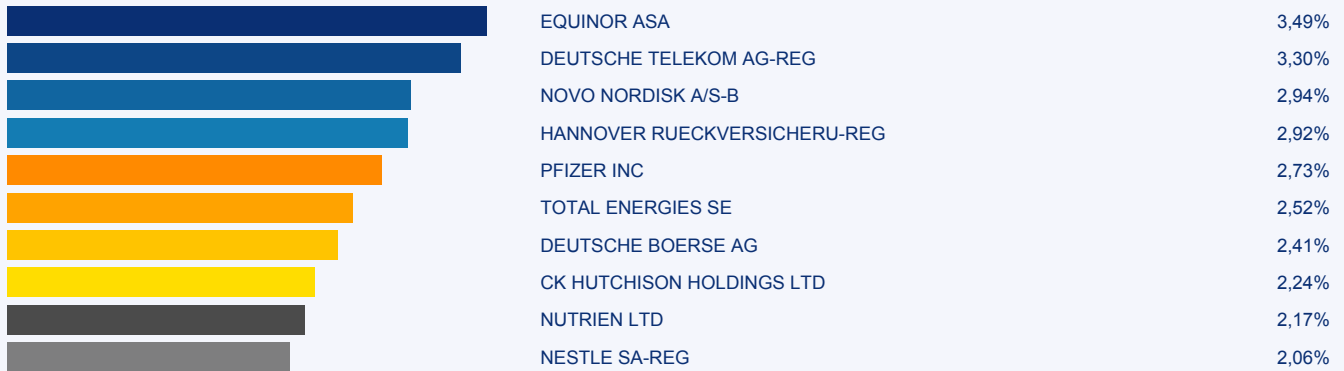 EQUINOR ASA 3,49%
DEUTSCHE TELEKOM AG-REG 3,30%
NOVO NORDISK A/S-B 2,94%
HANNOVER RUECKVERSICHERU-REG 2,92%
PFIZER INC 2,73%
TOTAL ENERGIES SE 2,52%
DEUTSCHE BOERSE AG 2,41%
CK HUTCHISON HOLDINGS LTD 2,24%
NUTRIEN LTD 2,17%
NESTLE SA-REG 2,06%